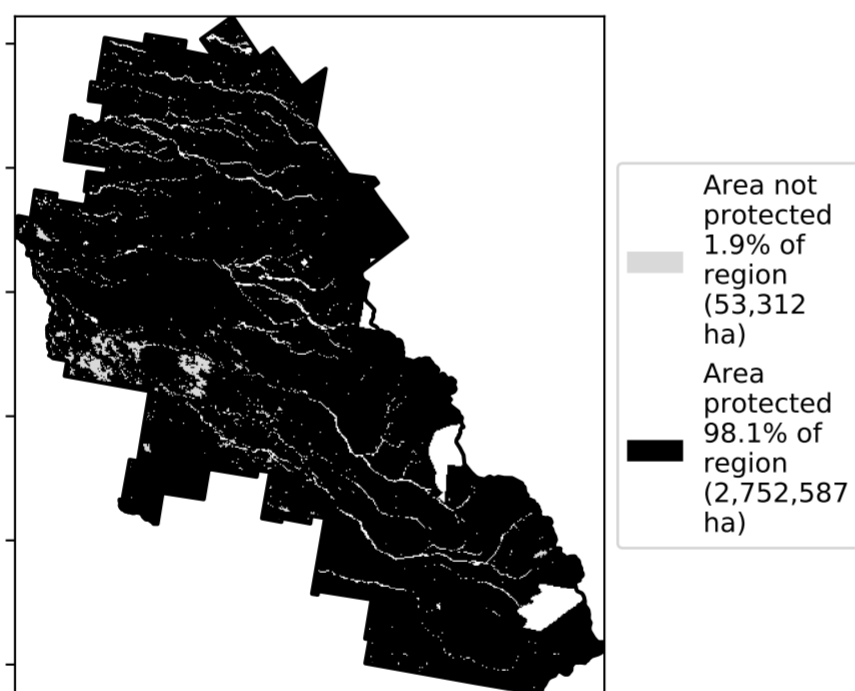 Area not
protected
1.9% of
region
(53,312
ha)
Area
protected
98.1% of
region
(2,752,587
ha)